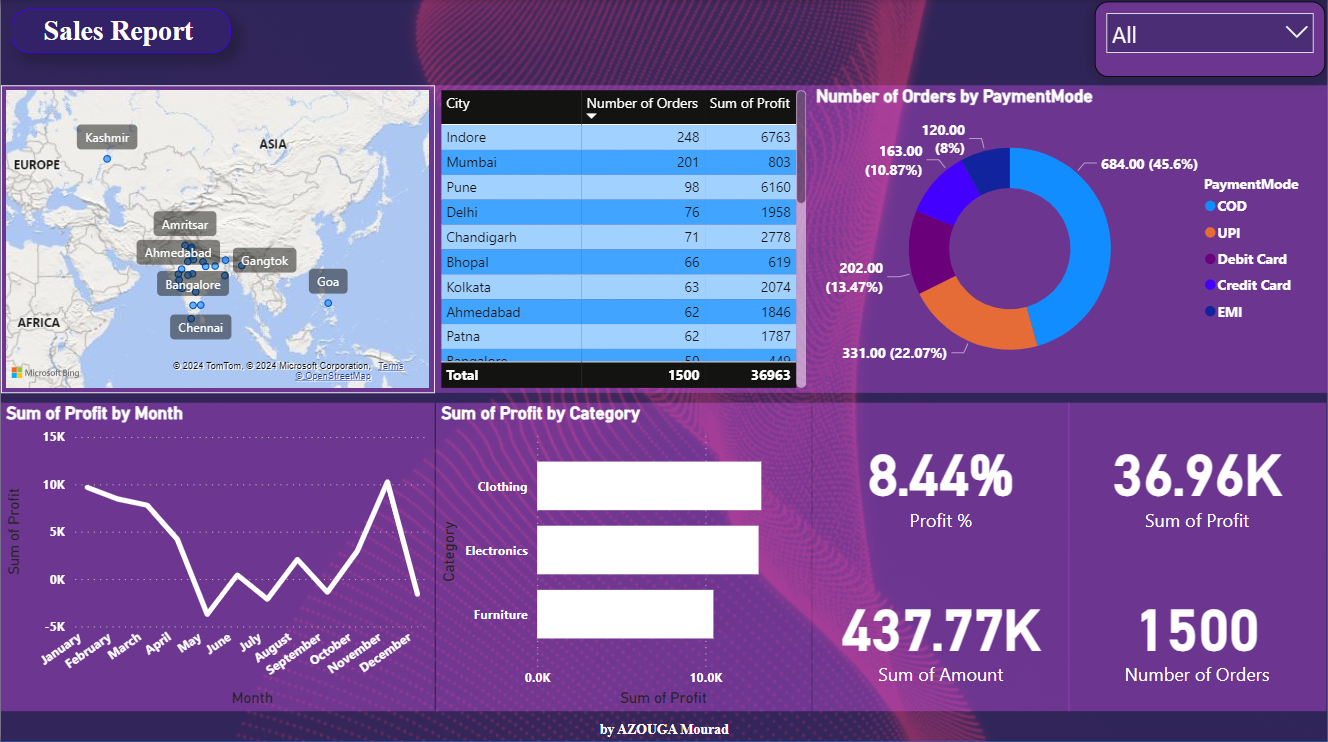 Sales Report
All
Kashmir
ASIA
EUROPE
Amritsar
Ahmedabad
Gangtok
Bangalore
Goa
AFRICA
Chennai
© 2024 TomTom, © 2024 Microsoft Corporation, Terms
© OpenStreetMap
Microsoft Bing
City Number of Orders Sum of Profit
Indore 248 6763
Mumbai 201 803
Pune 98 6160
Delhi 76 1958
Chandigarh 71 2778
Bhopal 66 619
Kolkata 63 2074
Ahmedabad 62 1846
Patna 62 1787
Bangalore 50 449
Total 1500 36963
Number of Orders by PaymentMode
120.00
(8%)
163.00
(10.87%)
684.00 (45.6%)
202.00
(13.47%)
331.00 (22.07%)
PaymentMode
COD
UPI
Debit Card
Credit Card
EMI
Sum of Profit by Month
Sum of Profit
15K
10K
5K
0K
-5K
January
February
March
April
May
June
July
August
September
October
November
December
Month
Sum of Profit by Category
Category
Clothing
Electronics
Furniture
0.0K 10.0K
Sum of Profit
8.44%
Profit %
36.96K
Sum of Profit
437.77K
Sum of Amount
1500
Number of Orders
by AZOUGA Mourad